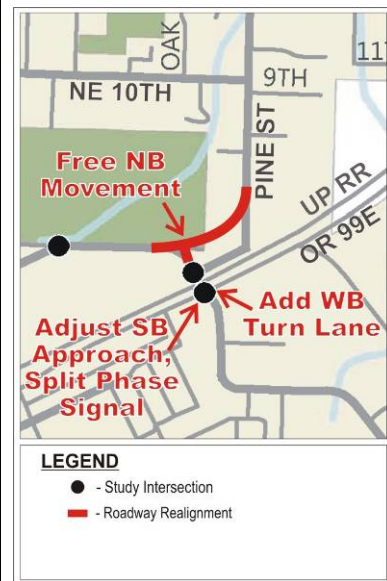 OAK
11T
NE 10TH
9TH
PINE ST
Free NB
Movement
UP RR
OR 99E
Add WB
Turn Lane
Adjust SB
Approach,
Split Phase
Signal
LEGEND
- Study Intersection
- Roadway Realignment